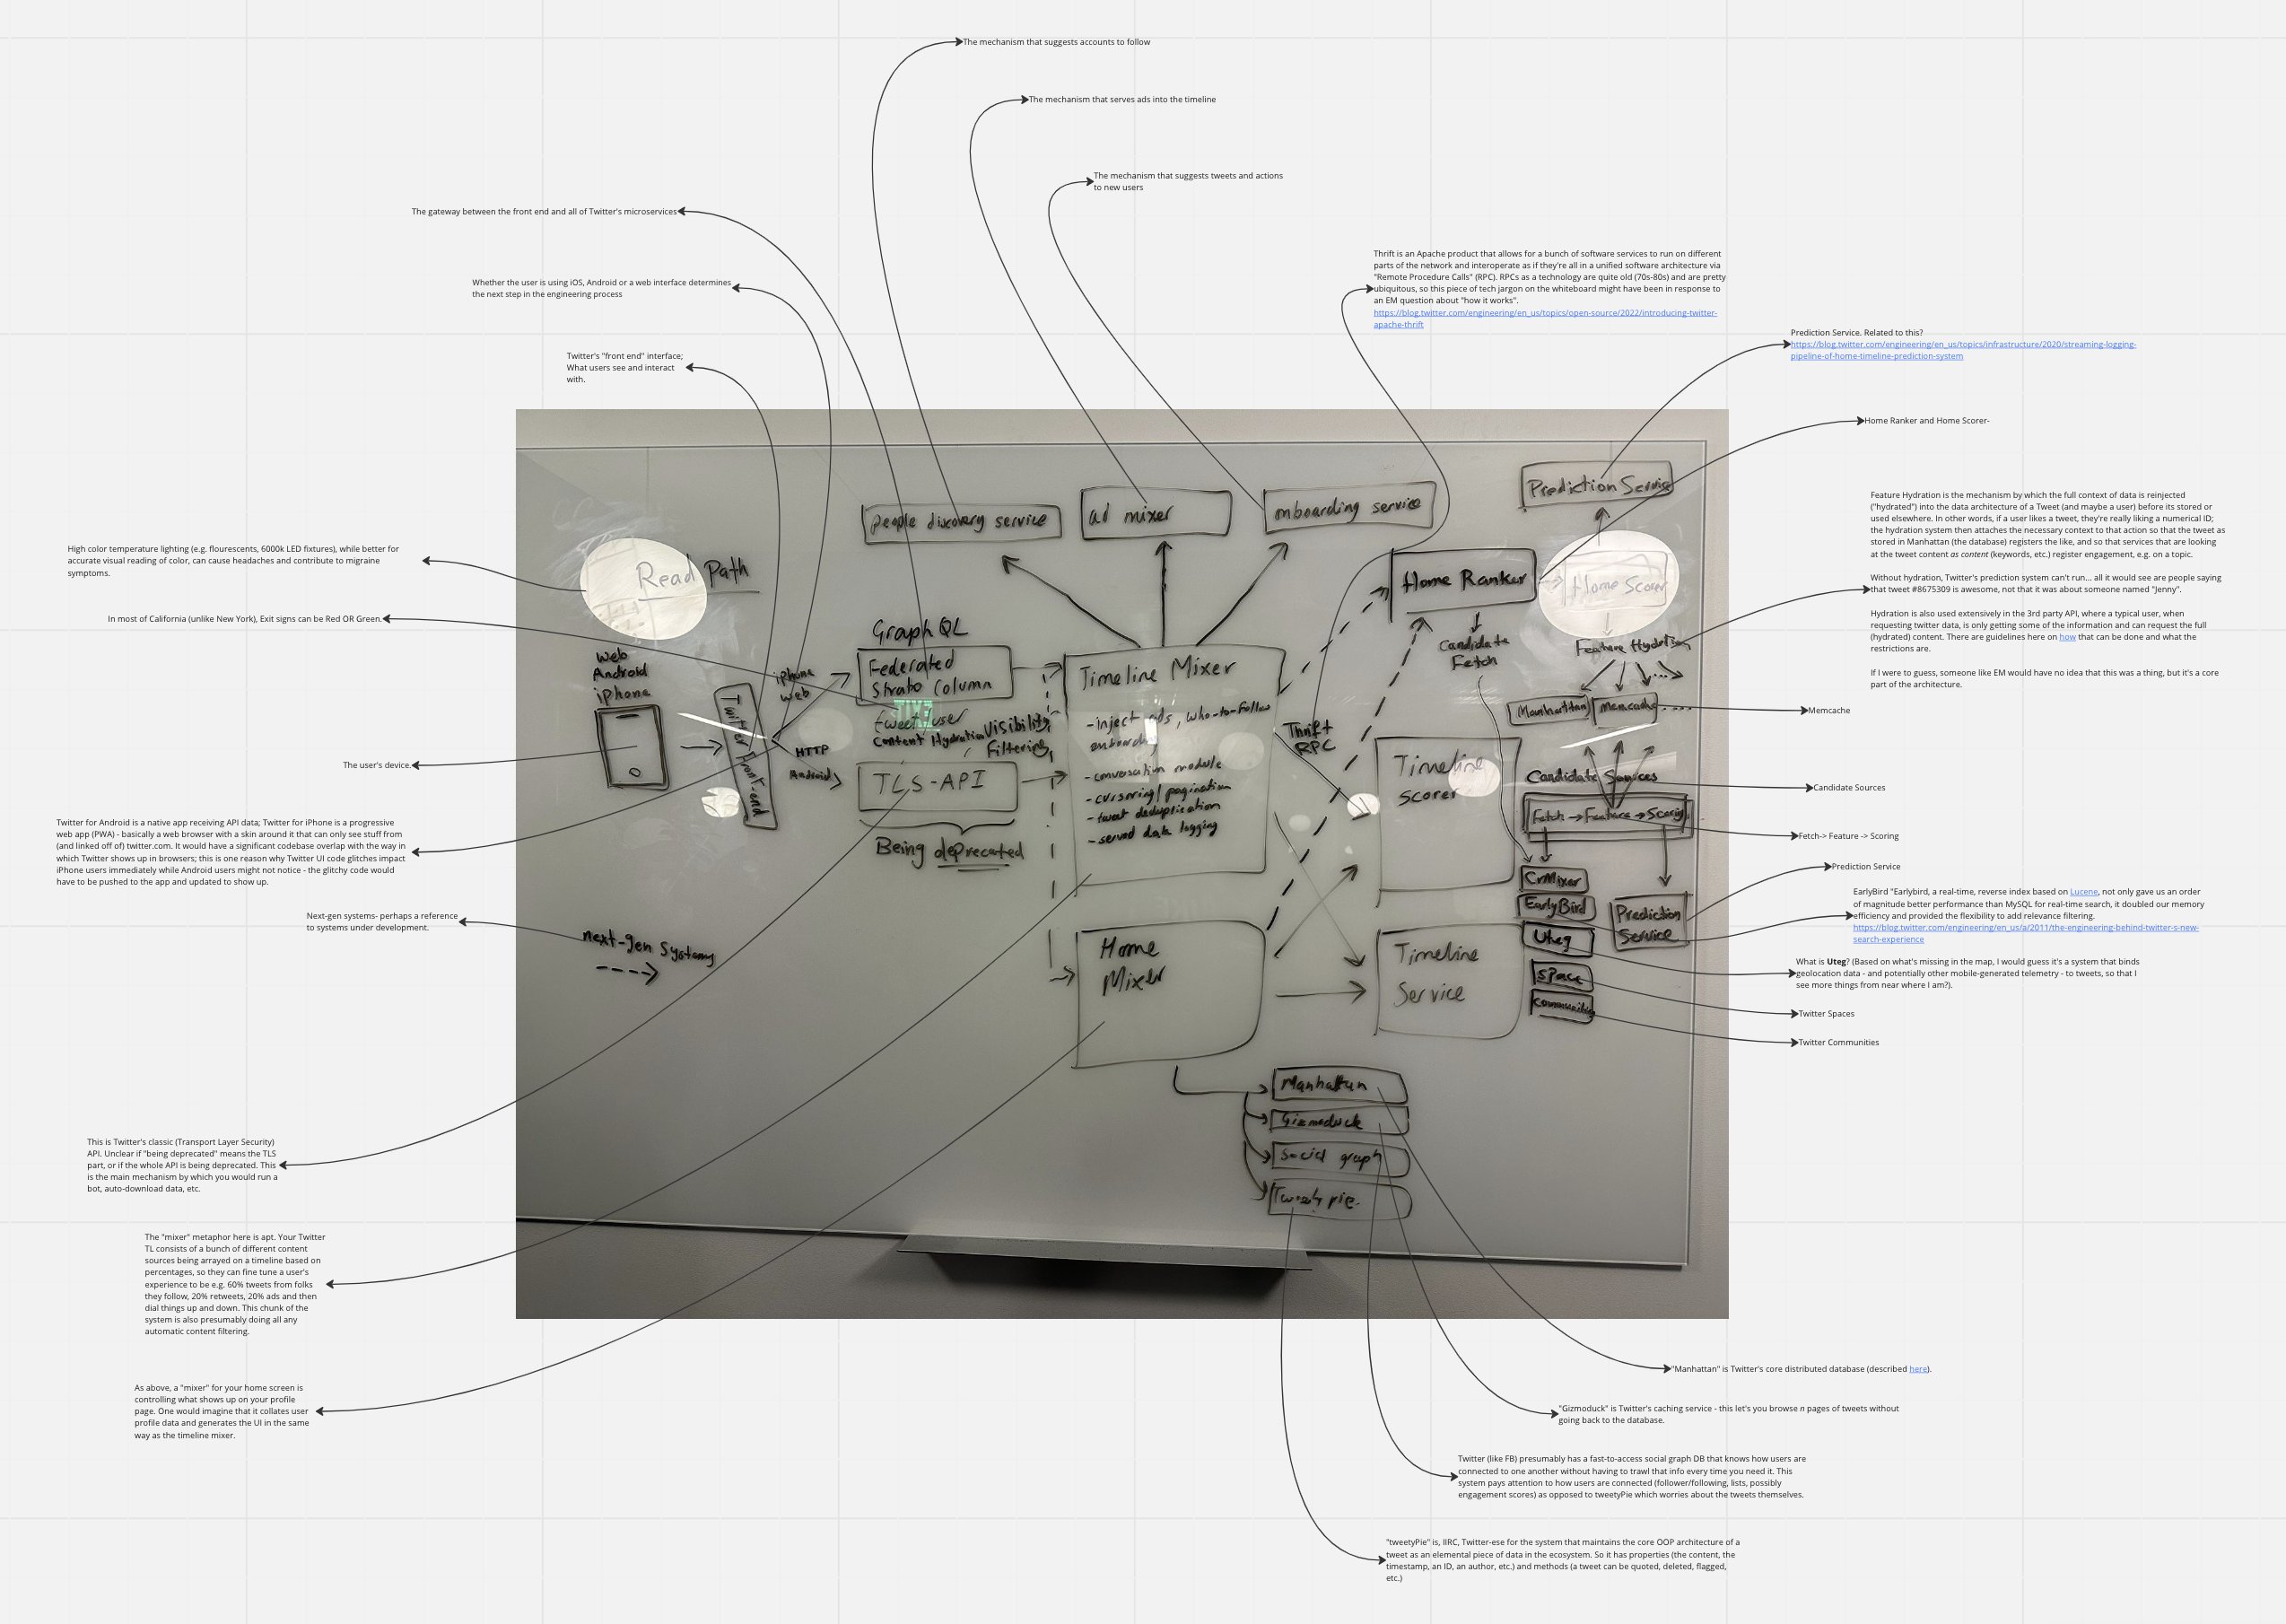 The mechanism that suggests accounts to follow
The mechanism that serves ads into the timeline
The mechanism that suggests tweets and actions
to new users
The gateway between the front end and all of Twitter's microservices
Whether the user is using iOS, Android or a web interface determines
the next step in the engineering process
Twitter's "front end" interface;
What users see and interact
with.
Thrift is an Apache product that allows for a bunch of software services to run on different
parts of the network and interoperate as if they're all in a unified software architecture via
"Remote Procedure Calls" (RPC). RPCs as a technology are quite old (70s-80s) and are pretty
ubiquitous, so this piece of tech jargon on the whiteboard might have been in response to
an EM question about "how it works".
https://blog.twitter.com/engineering/en_us/topics/open-source/2022/introducing-twitter-
apache-thrift
Prediction Service. Related to this?
https://blog.twitter.com/engineering/en_us/topics/infrastructure/2020/streaming-logging-
pipeline-of-home-timeline-prediction-system
Home Ranker and Home Scorer-
Feature Hydration is the mechanism by which the full context of data is reinjected
("hydrated") into the data architecture of a Tweet (and maybe a user) before its stored or
used elsewhere. In other words, if a user likes a tweet, they're really liking a numerical ID;
the hydration system then attaches the necessary context to that action so that the tweet as
stored in Manhattan (the database) registers the like, and so that services that are looking
at the tweet content as content (keywords, etc.) register engagement, e.g. on a topic.
Without hydration, Twitter's prediction system can't run... all it would see are people saying
that tweet #8675309 is awesome, not that it was about someone named "Jenny".
Hydration is also used extensively in the 3rd party API, where a typical user, when
requesting twitter data, is only getting some of the information and can request the full
(hydrated) content. There are guidelines here on how that can be done and what the
restrictions are.
If I were to guess, someone like EM would have no idea that this was a thing, but it's a core
part of the architecture.
High color temperature lighting (e.g. flourescents, 6000k LED fixtures), while better for
accurate visual reading of color, can cause headaches and contribute to migraine
symptoms.
In most of California (unlike New York), Exit signs can be Red OR Green.
The user's device.
Twitter for Android is a native app receiving API data; Twitter for iPhone is a progressive
web app (PWA) - basically a web browser with a skin around it that can only see stuff from
(and linked off of) twitter.com. It would have a significant codebase overlap with the way in
which Twitter shows up in browsers; this is one reason why Twitter UI code glitches impact
iPhone users immediately while Android users might not notice - the glitchy code would
have to be pushed to the app and updated to show up.
Next-gen systems- perhaps a reference
to systems under development.
This is Twitter's classic (Transport Layer Security)
API. Unclear if "being deprecated" means the TLS
part, or if the whole API is being deprecated. This
is the main mechanism by which you would run a
bot, auto-download data, etc.
The "mixer" metaphor here is apt. Your Twitter
TL consists of a bunch of different content
sources being arrayed on a timeline based on
percentages, so they can fine tune a user's
experience to be e.g. 60% tweets from folks
they follow, 20% retweets, 20% ads and then
dial things up and down. This chunk of the
system is also presumably doing all any
automatic content filtering.
As above, a "mixer" for your home screen is
controlling what shows up on your profile
page. One would imagine that it collates user
profile data and generates the UI in the same
way as the timeline mixer.
people discovery service
ad mixer
onboarding service
Prediction Service
Read Path
Home Ranker
Home Scorer
Candidate
Fetch
Feature Hydration
Manhattan
memcache
Web
Android
iPhone
Twitter Front-end
iPhone
Web
HTTP
Android
GraphQL
Federated
Strato Column
EXIT
tweet/user
Content Hydration
Visibility
Filtering
TLS-API
Being deprecated
Timeline Mixer
-inject ads, who-to-follow
onboarding
-conversation module
-cursoring/pagination
-tweet deduplication
-served data logging
Thrift
RPC
Timeline
Scorer
Candidate Sources
Fetch → Feature → Scoring
CrMixer
EarlyBird
Uteg
Space
Communities
Prediction
Service
next-gen systems
Home
Mixer
Timeline
Service
Manhattan
Gizmoduck
Social graph
Tweety pie
Memcache
Candidate Sources
Fetch-> Feature -> Scoring
Prediction Service
EarlyBird "Earlybird, a real-time, reverse index based on Lucene, not only gave us an order
of magnitude better performance than MySQL for real-time search, it doubled our memory
efficiency and provided the flexibility to add relevance filtering.
https://blog.twitter.com/engineering/en_us/a/2011/the-engineering-behind-twitter-s-new-
search-experience
What is Uteg? (Based on what's missing in the map, I would guess it's a system that binds
geolocation data - and potentially other mobile-generated telemetry - to tweets, so that I
see more things from near where I am?).
Twitter Spaces
Twitter Communities
"Manhattan" is Twitter's core distributed database (described here).
"Gizmoduck" is Twitter's caching service - this let's you browse n pages of tweets without
going back to the database.
Twitter (like FB) presumably has a fast-to-access social graph DB that knows how users are
connected to one another without having to trawl that info every time you need it. This
system pays attention to how users are connected (follower/following, lists, possibly
engagement scores) as opposed to tweetyPie which worries about the tweets themselves.
"tweetyPie" is, IIRC, Twitter-ese for the system that maintains the core OOP architecture of a
tweet as an elemental piece of data in the ecosystem. So it has properties (the content, the
timestamp, an ID, an author, etc.) and methods (a tweet can be quoted, deleted, flagged,
etc.)